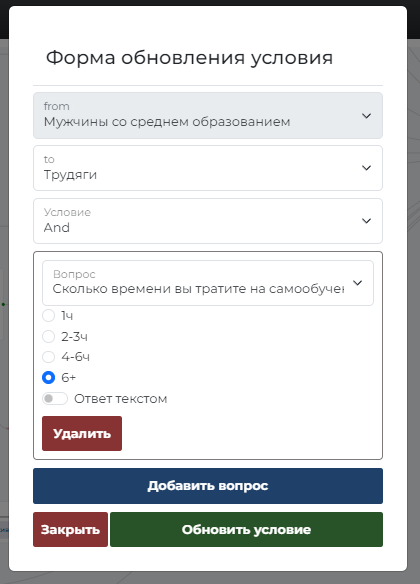 Форма обновления условия
from
Мужчины со среднем образованием
to
Трудяги
Условие
And
Вопрос
Сколько времени вы тратите на самообучен
1ч
2-3ч
4-6ч
6+
Ответ текстом
Удалить
Добавить вопрос
Закрыть
Обновить условие